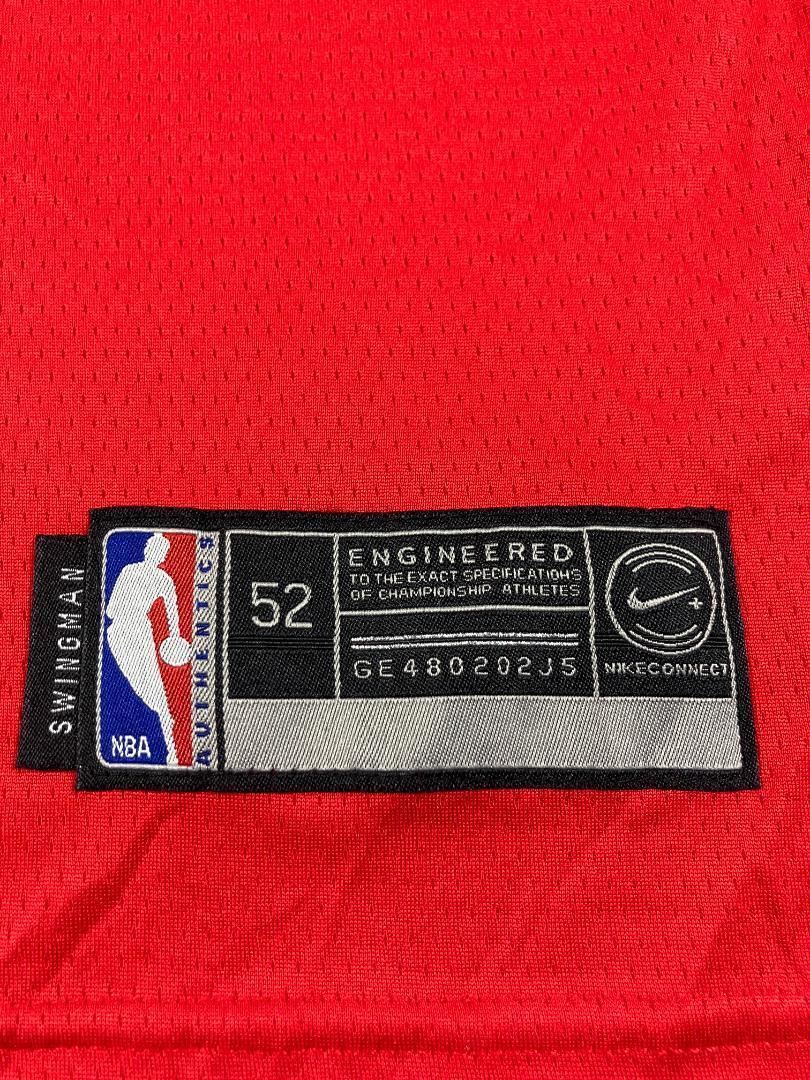 SWINGMAN
NBA
AUTHENTICS
52
ENGINEERED
TO THE EXACT SPECIFICATIONS
OF CHAMPIONSHIP ATHLETES
GE480202J5
NIKECONNECT